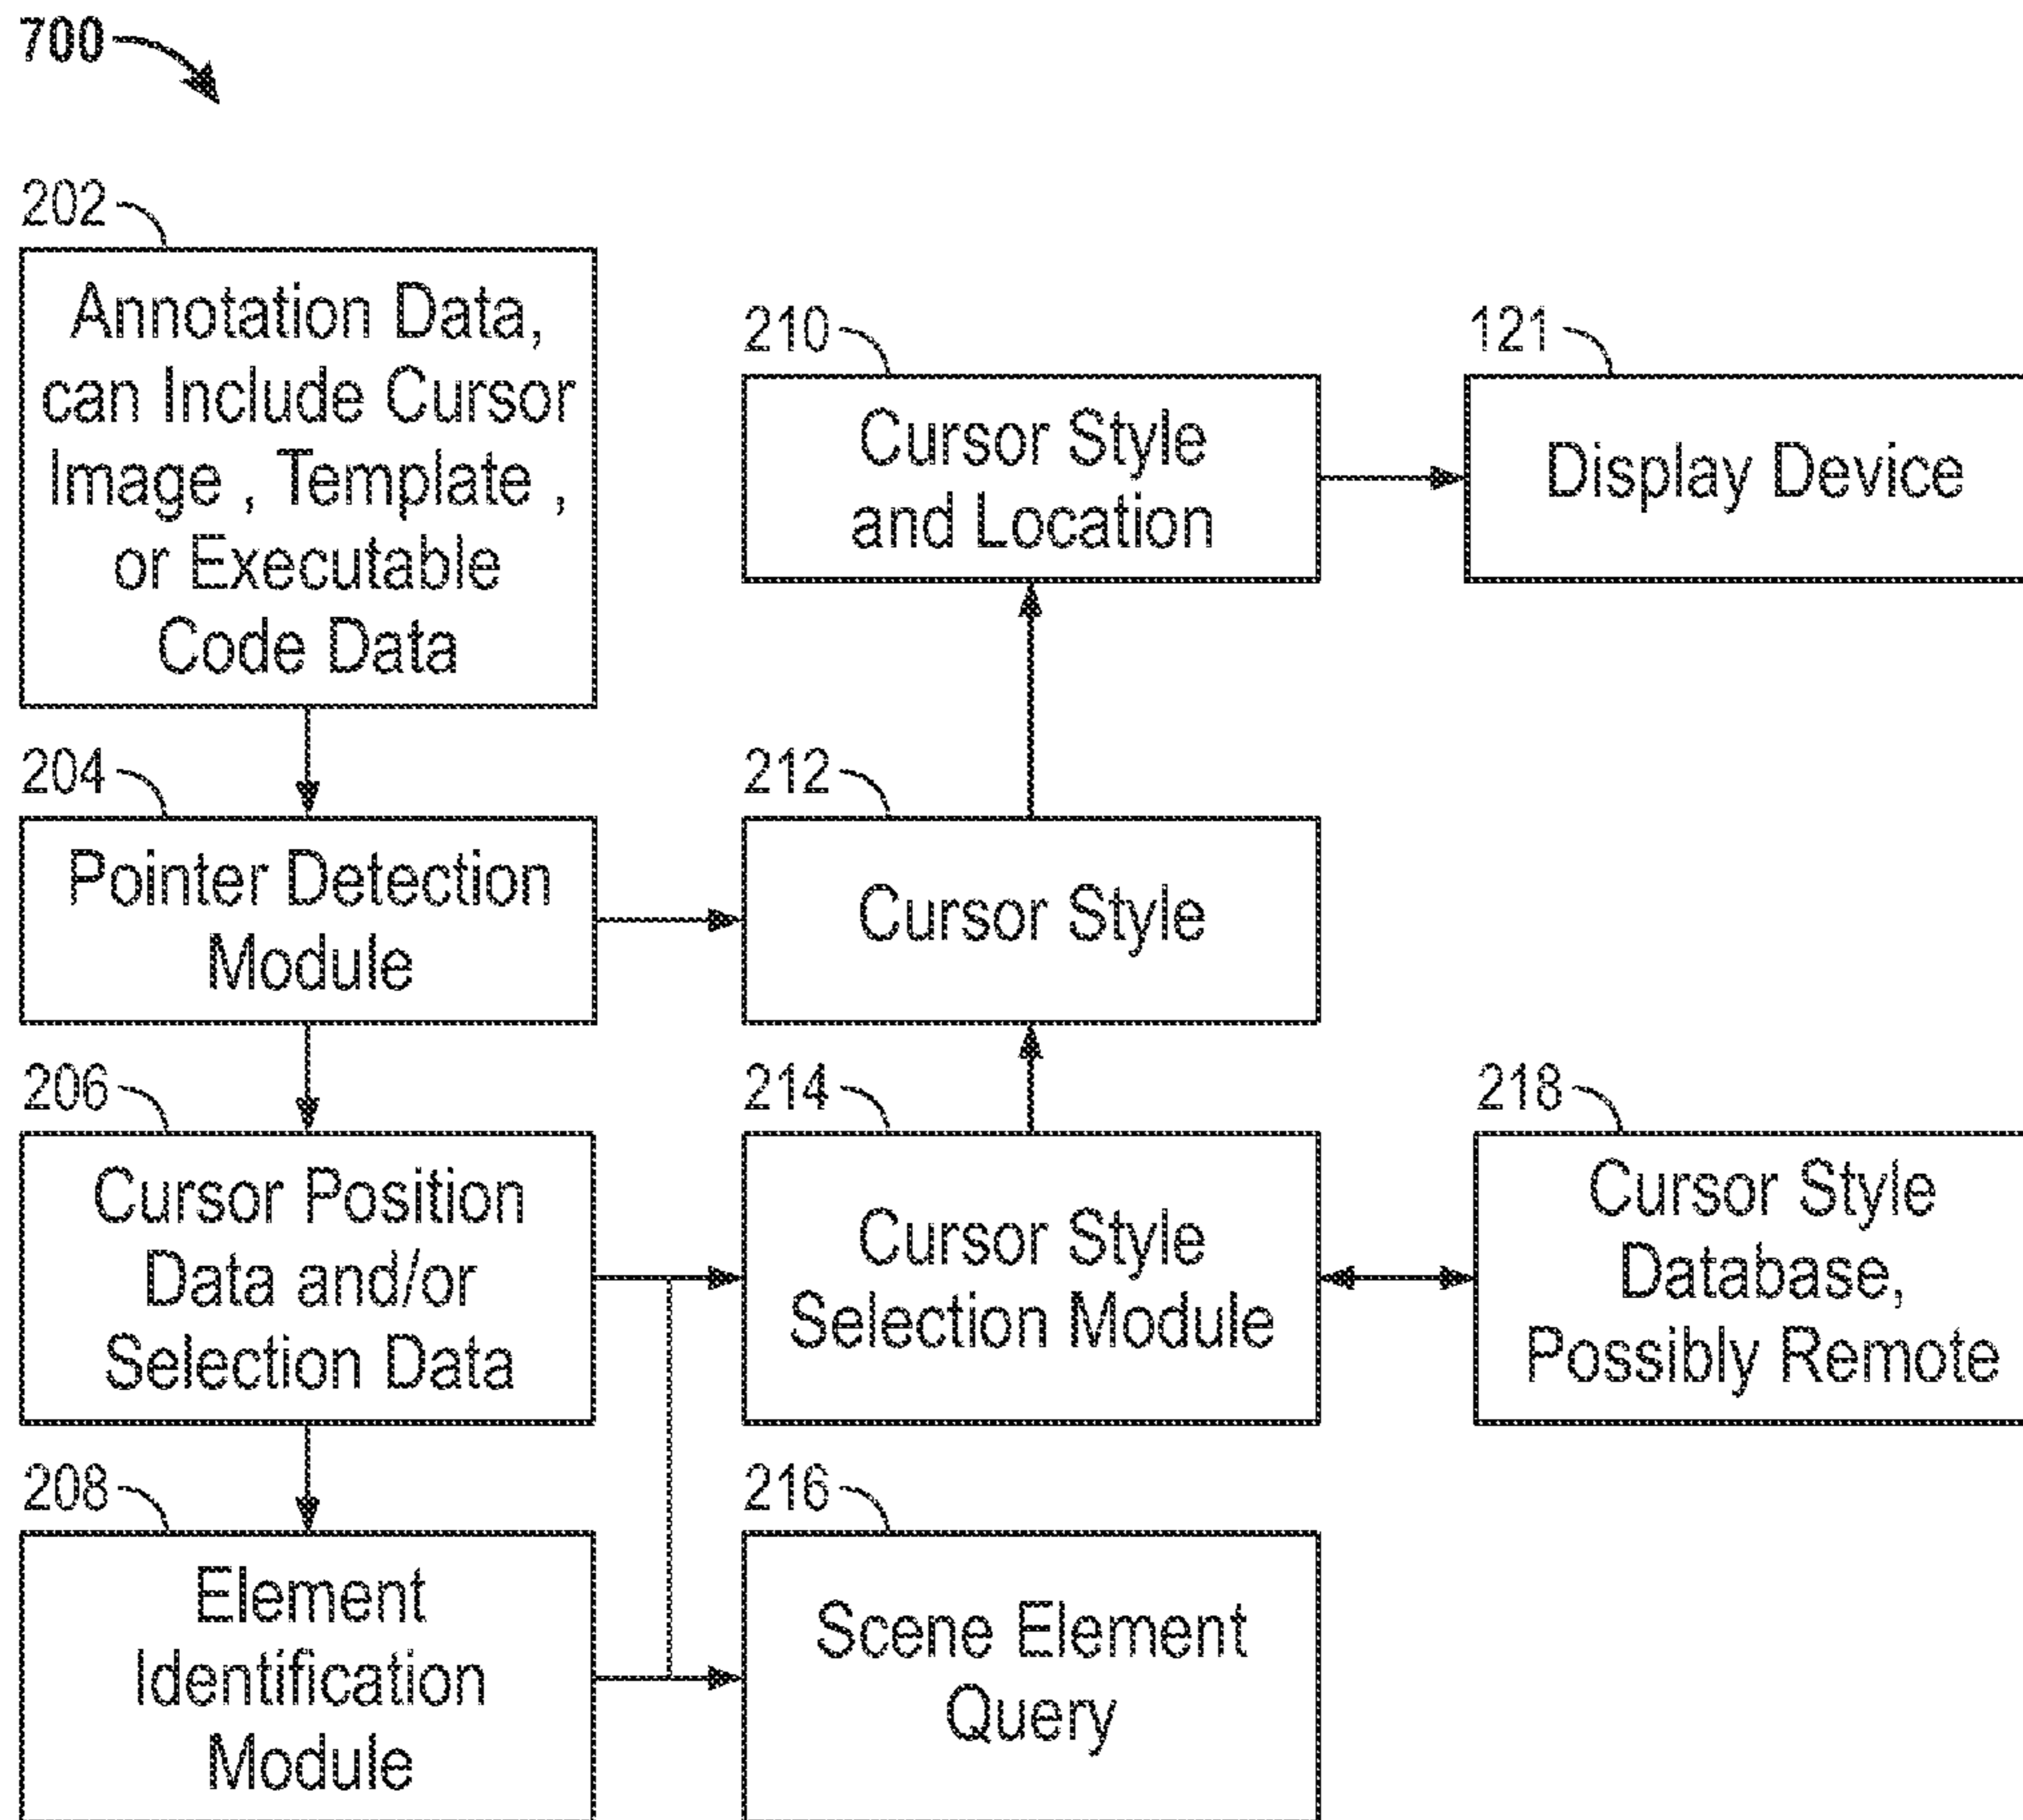 700
202
Annotation Data,
can Include Cursor
Image , Template ,
or Executable
Code Data
210
Cursor Style
and Location
121
Display Device
204
Pointer Detection
Module
212
Cursor Style
206
Cursor Position
Data and/or
Selection Data
214
Cursor Style
Selection Module
218
Cursor Style
Database,
Possibly Remote
208
Element
Identification
Module
216
Scene Element
Query